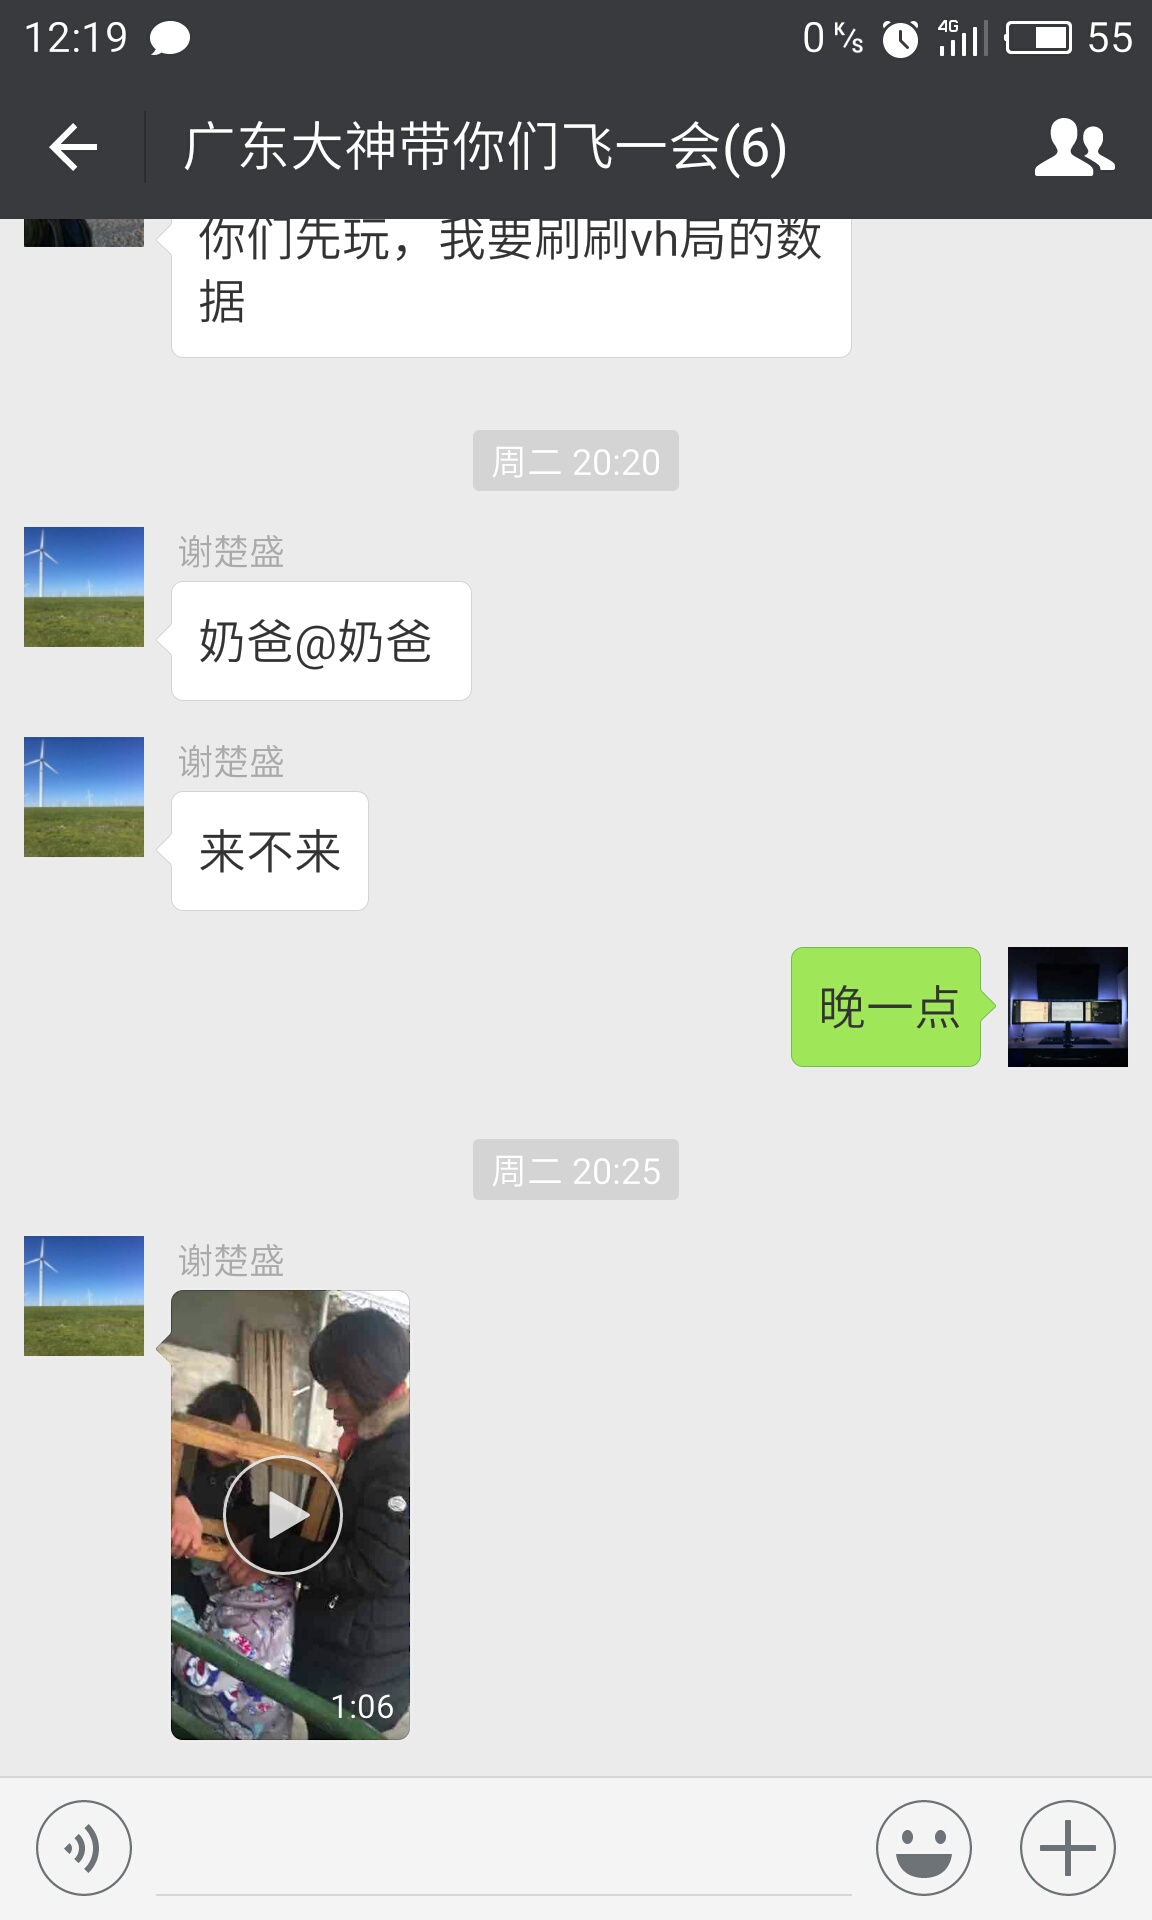 12:19
0 K/s 4G 55
广东大神带你们飞一会(6)
你们先玩，我要刷刷vh局的数
据
周二 20:20
谢楚盛
奶爸@奶爸
谢楚盛
来不来
晚一点
周二 20:25
谢楚盛
1:06